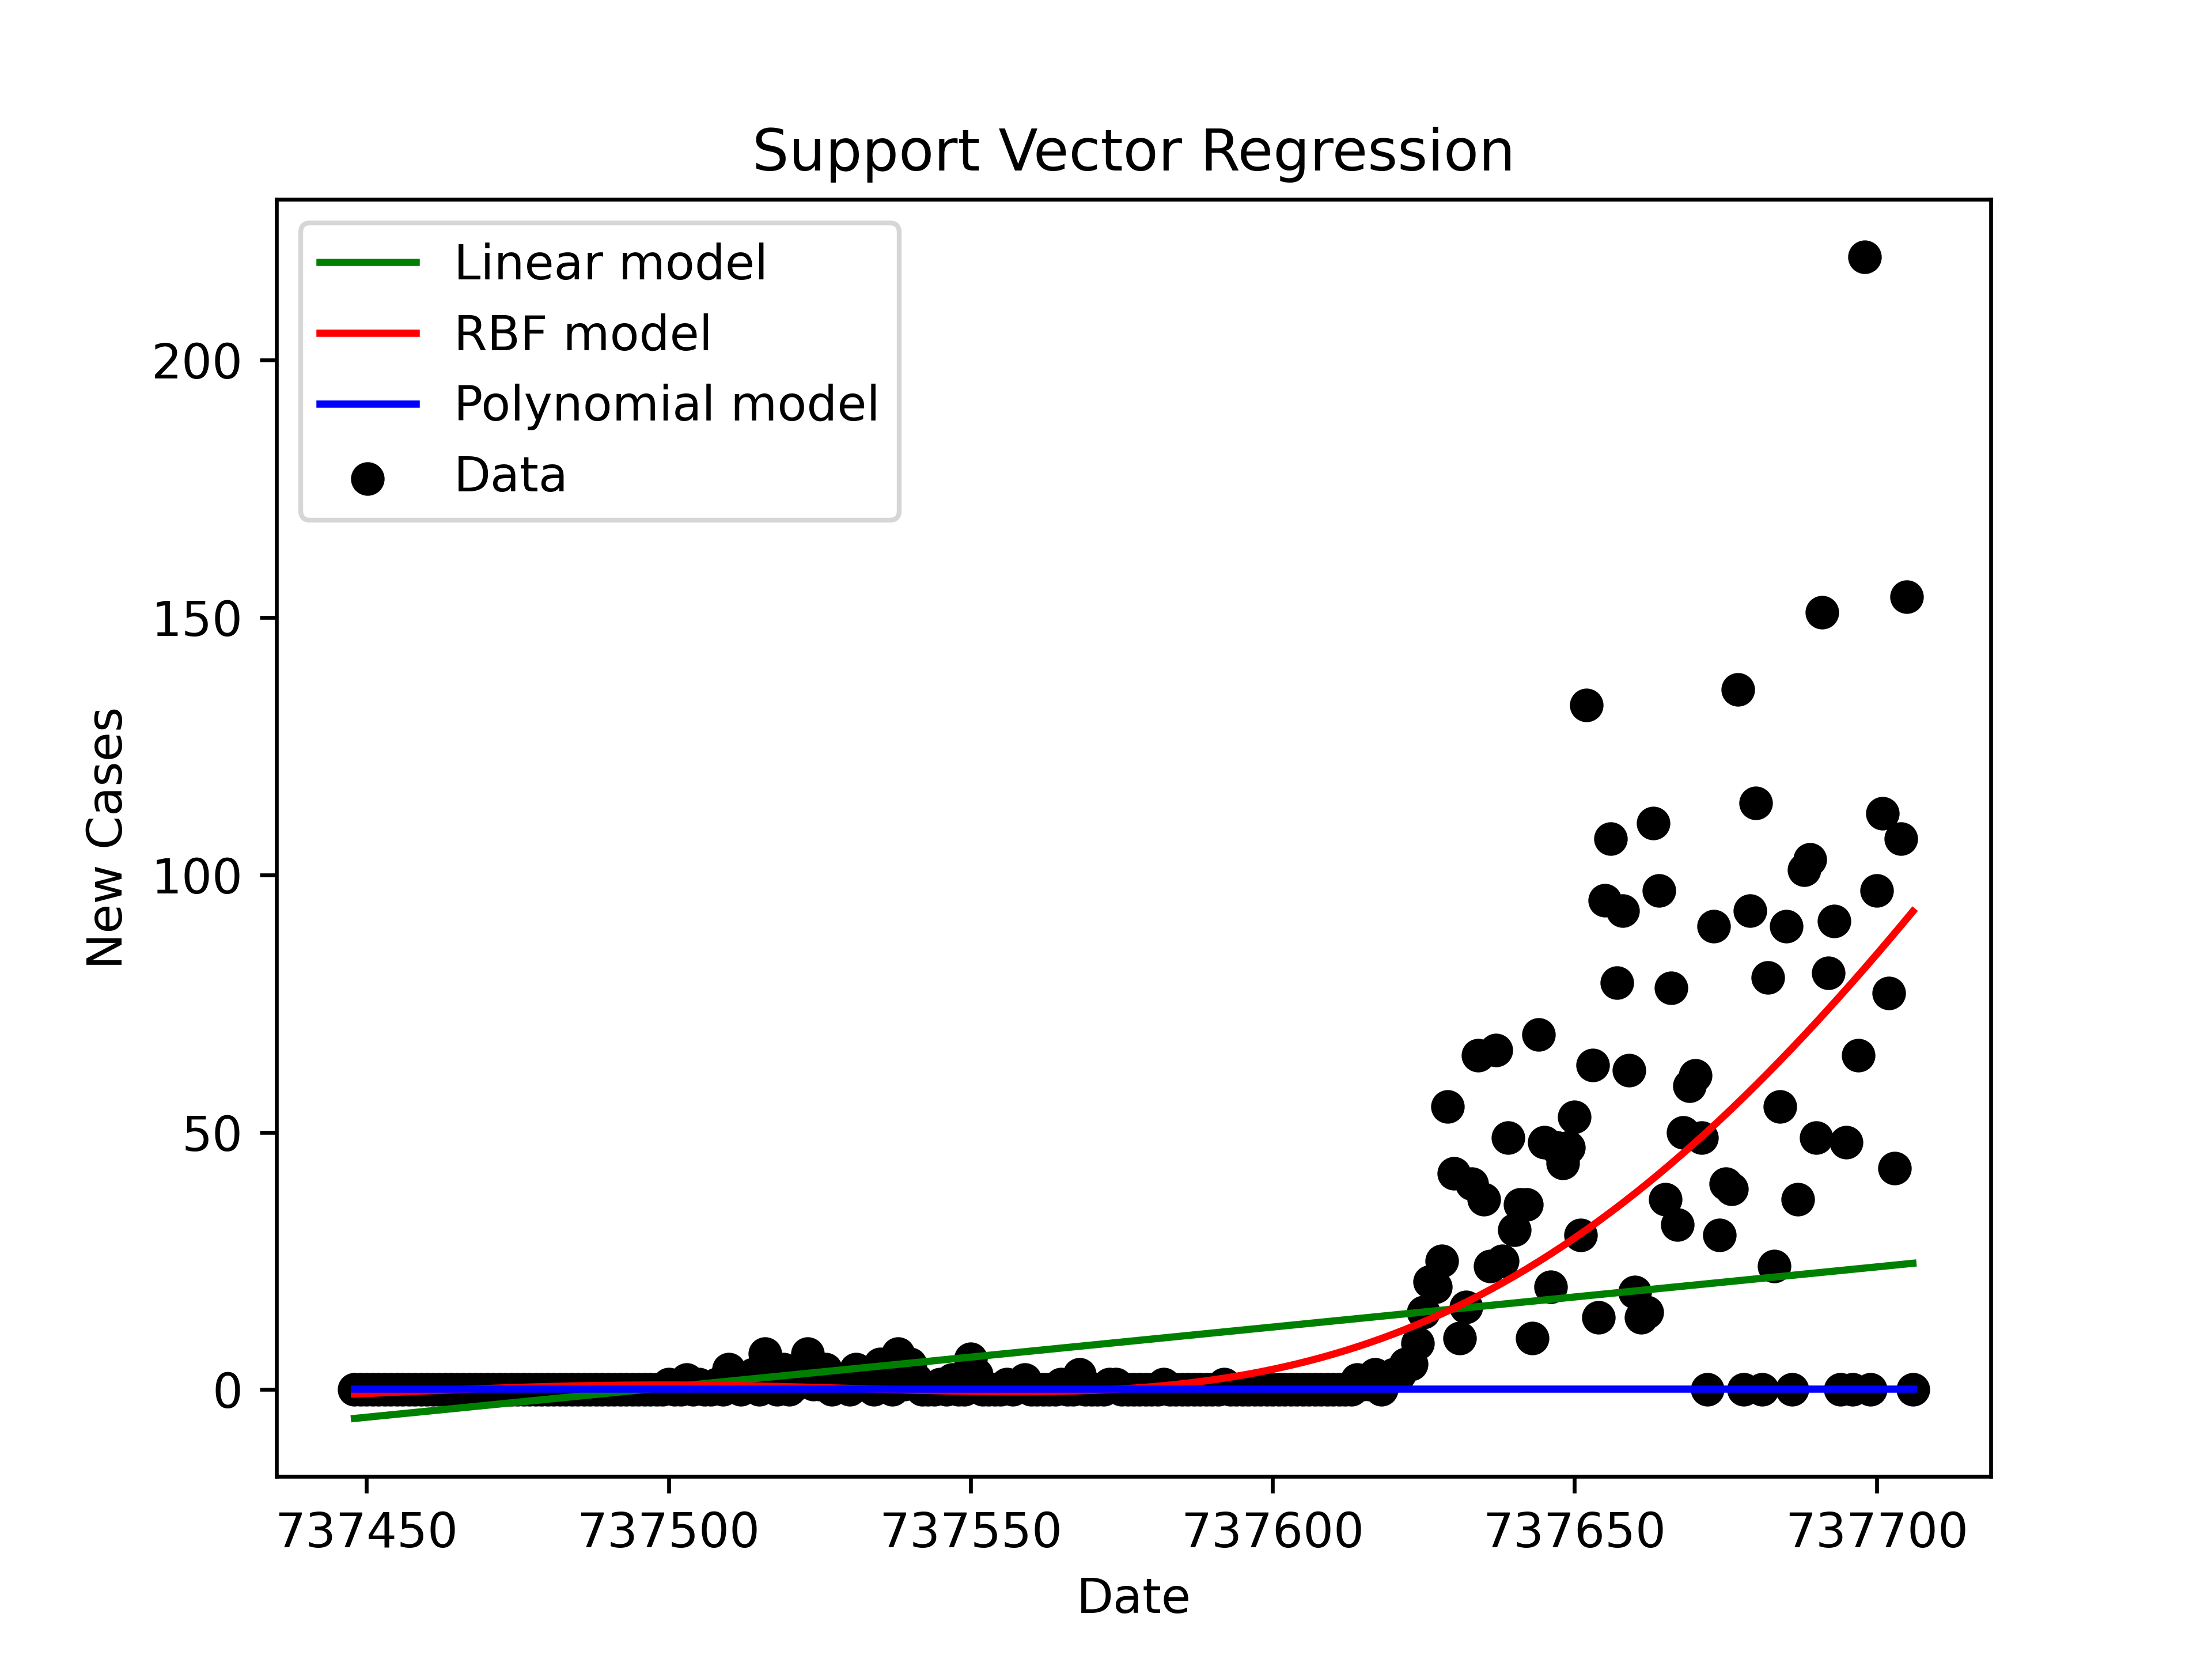 Support Vector Regression
Linear model
RBF model
Polynomial model
Data
200
150
100
50
0
New Cases
737450 737500 737550 737600 737650 737700
Date